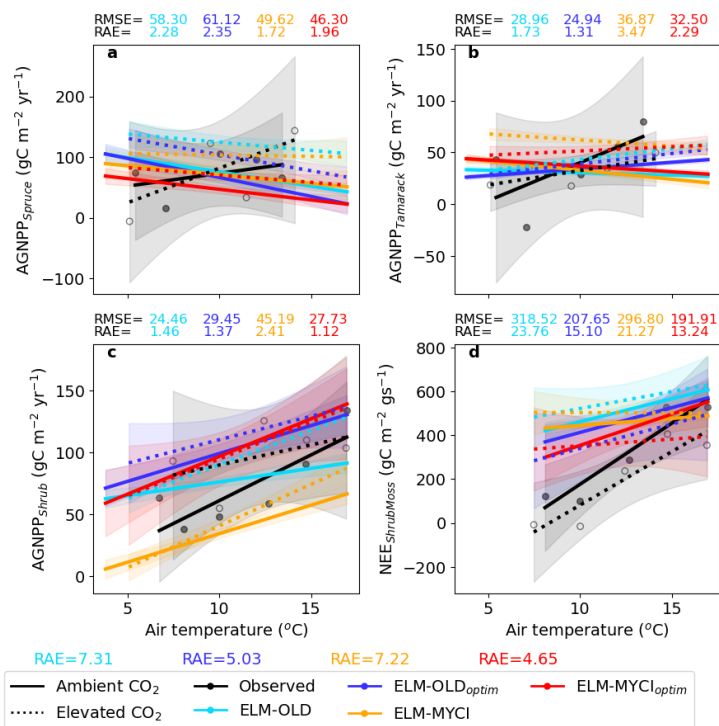 RMSE= 58.30 61.12 49.62 46.30
RAE= 2.28 2.35 1.72 1.96
RMSE= 28.96 24.94 36.87 32.50
RAE= 1.73 1.31 3.47 2.29
a
200
100
0
−100
AGNPP_Spruce (gC m⁻² yr⁻¹)
b
150
100
50
0
−50
AGNPP_Tamarack (gC m⁻² yr⁻¹)
RMSE= 24.46 29.45 45.19 27.73
RAE= 1.46 1.37 2.41 1.12
RMSE= 318.52 207.65 296.80 191.91
RAE= 23.76 15.10 21.27 13.24
c
150
100
50
0
AGNPP_Shrub (gC m⁻² yr⁻¹)
5 10 15
Air temperature (°C)
d
800
600
400
200
0
−200
NEE_ShrubMoss (gC m⁻² gs⁻¹)
5 10 15
Air temperature (°C)
RAE=7.31 RAE=5.03 RAE=7.22 RAE=4.65
Ambient CO₂ Observed ELM-OLD_optim ELM-MYCI_optim
Elevated CO₂ ELM-OLD ELM-MYCI